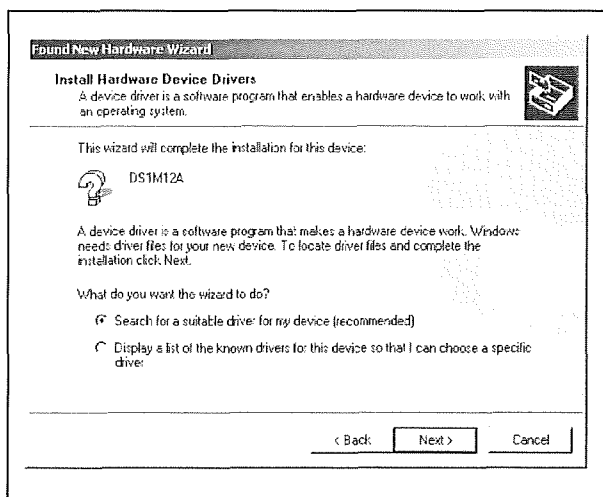 Found New Hardware Wizard
Install Hardware Device Drivers
A device driver is a software program that enables a hardware device to work with
an operating system.
This wizard will complete the installation for this device:
DS1M12A
A device driver is a software program that makes a hardware device work. Windows
needs driver files for your new device. To locate driver files and complete the
installation click Next.
What do you want the wizard to do?
Search for a suitable driver for my device (recommended)
Display a list of the known drivers for this device so that I can choose a specific
driver
< Back
Next >
Cancel